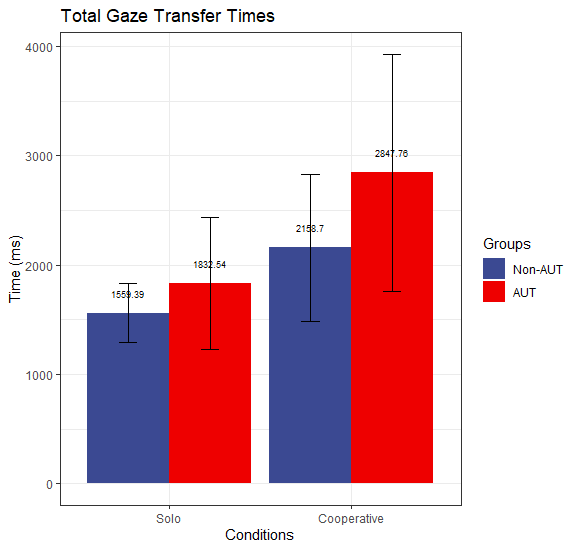 Total Gaze Transfer Times
4000
3000
2000
1000
0
Time (ms)
1559.39
1832.54
2158.7
2847.76
Solo
Cooperative
Conditions
Groups
Non-AUT
AUT